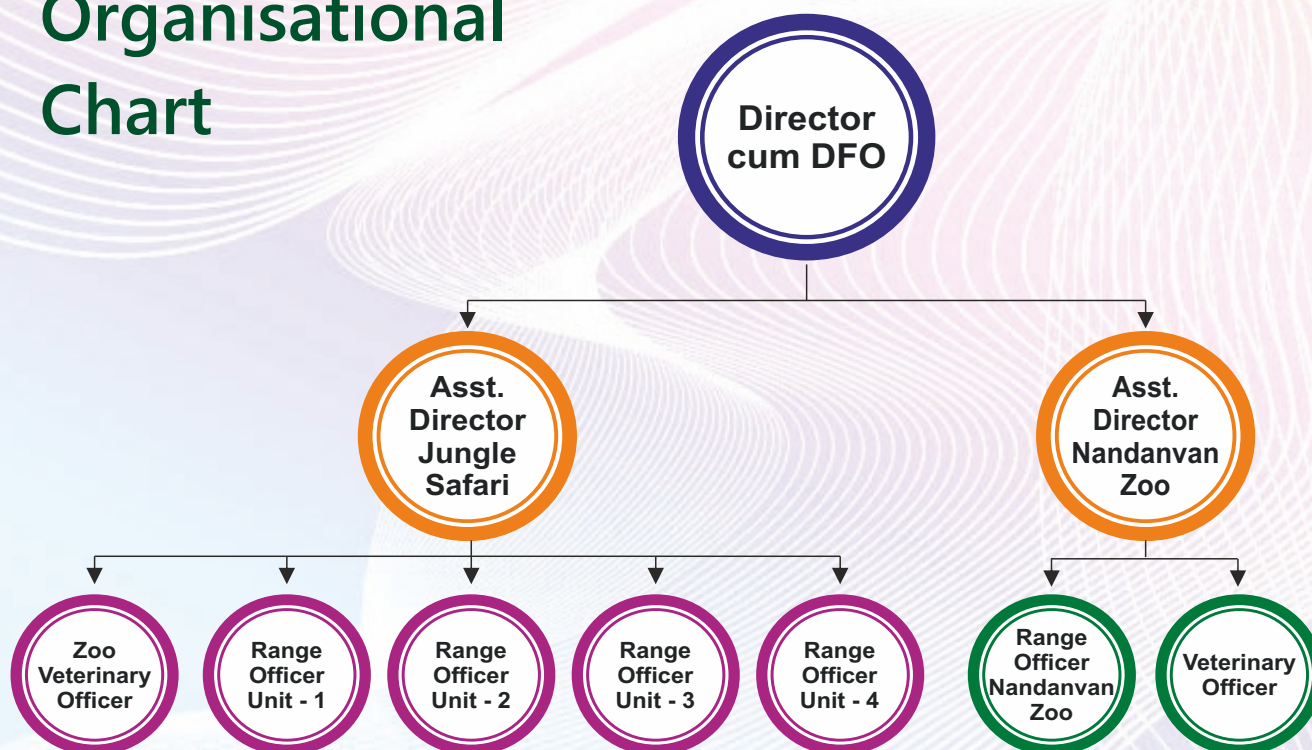 Organisational
Chart
Director
cum DFO
Asst.
Director
Jungle
Safari
Asst.
Director
Nandanvan
Zoo
Zoo
Veterinary
Officer
Range
Officer
Unit - 1
Range
Officer
Unit - 2
Range
Officer
Unit - 3
Range
Officer
Unit - 4
Range
Officer
Nandanvan
Zoo
Veterinary
Officer